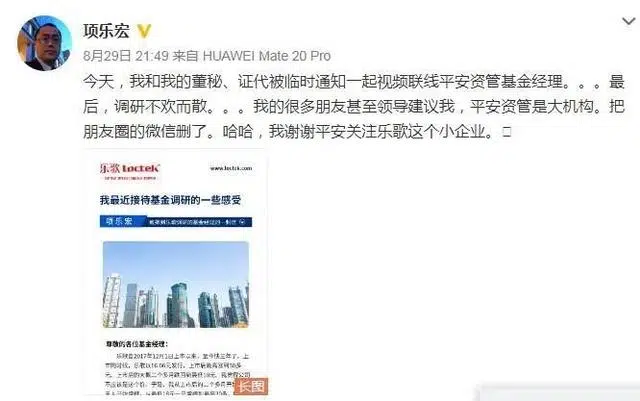 项乐宏
8月29日 21:49 来自 HUAWEI Mate 20 Pro
今天，我和我的董秘、证代被临时通知一起视频联线平安资管基金经理。。。最
后，调研不欢而散。。。我的很多朋友甚至领导建议我，平安资管是大机构。把
朋友圈的微信删了。哈哈，我谢谢平安关注乐歌这个小企业。
乐歌 Loctek
www.loctek.com
我最近接待基金调研的一些感受
项乐宏
尊敬的各位基金经理：
长图